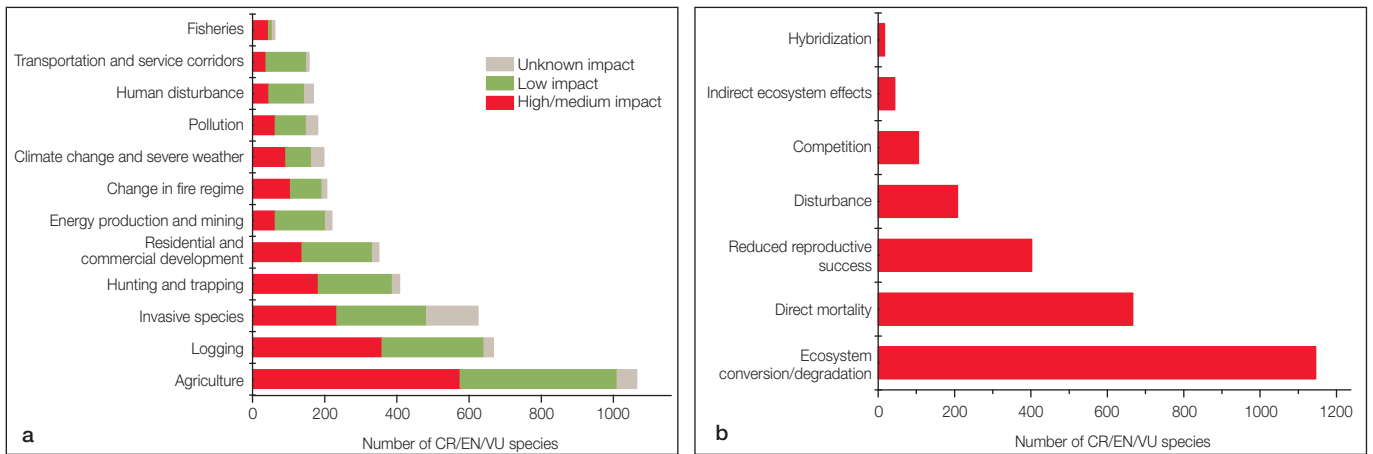 Fisheries
Transportation and service corridors
Human disturbance
Pollution
Climate change and severe weather
Change in fire regime
Energy production and mining
Residential and
commercial development
Hunting and trapping
Invasive species
Logging
Agriculture
Unknown impact
Low impact
High/medium impact
0 200 400 600 800 1000
Number of CR/EN/VU species
a
Hybridization
Indirect ecosystem effects
Competition
Disturbance
Reduced reproductive
success
Direct mortality
Ecosystem
conversion/degradation
0 200 400 600 800 1000 1200
Number of CR/EN/VU species
b